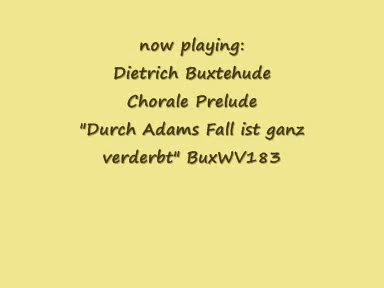 now playing:
Dietrich Buxtehude
Chorale Prelude
"Durch Adams Fall ist ganz
verderbt" BuxWV183